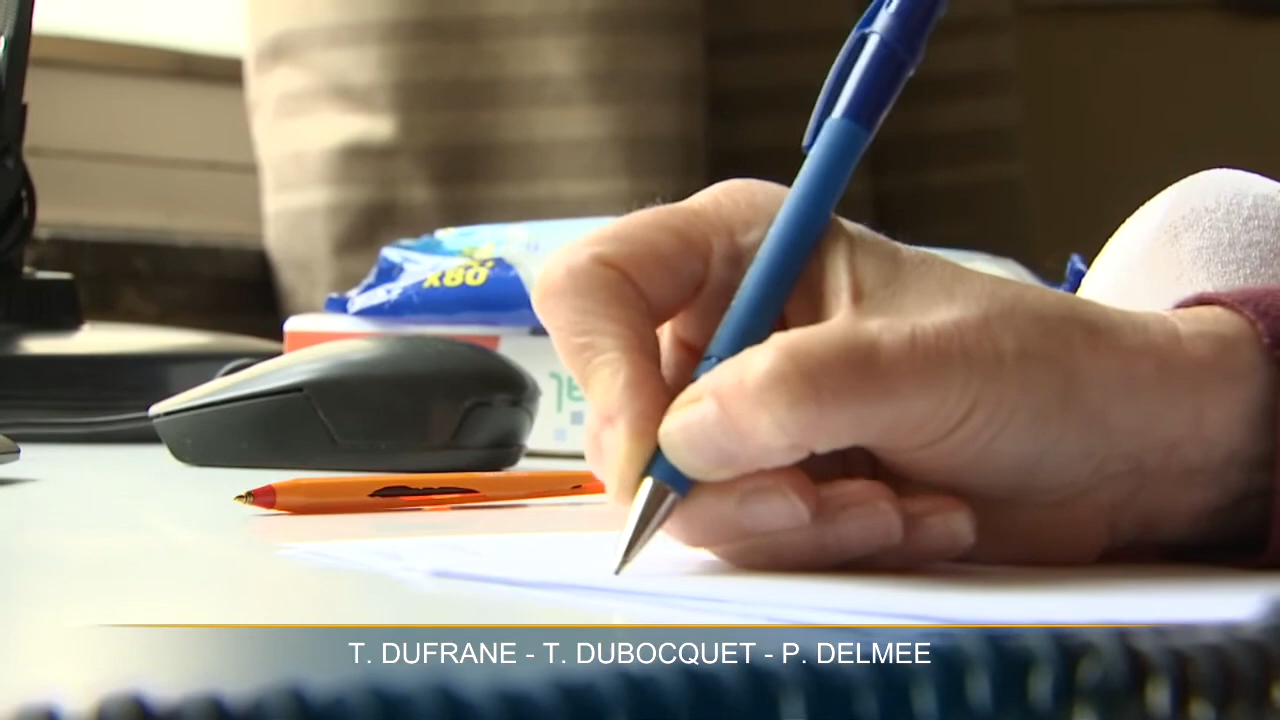 x80
T. DUFRANE - T. DUBOCQUET - P. DELMEE